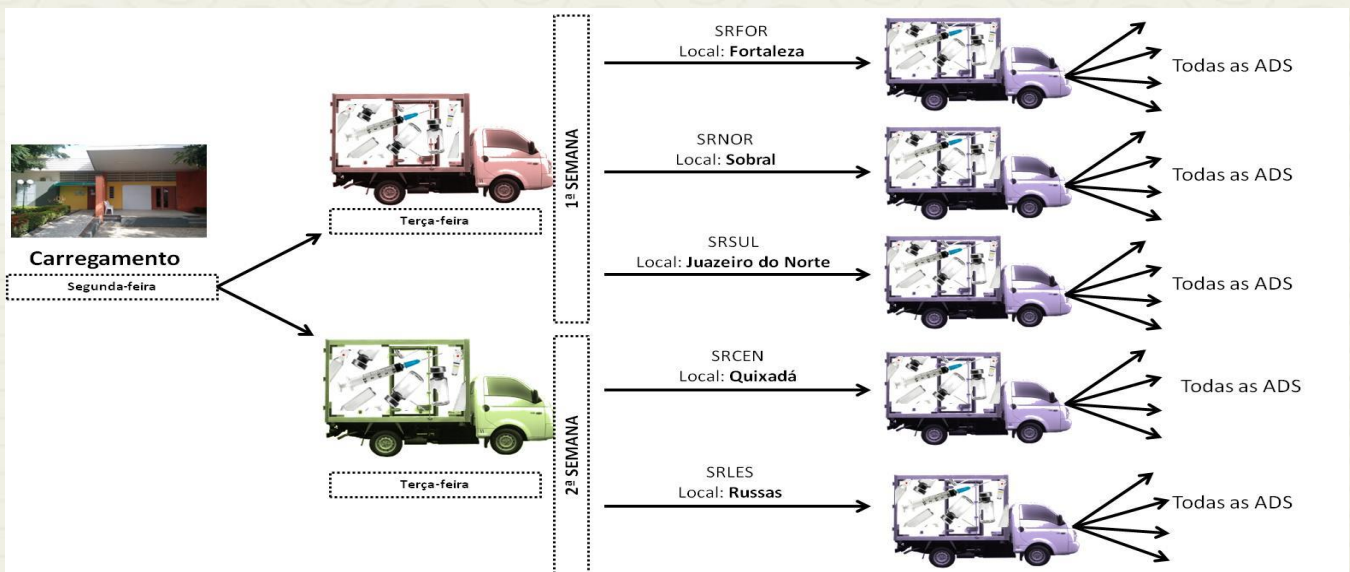 Carregamento
Segunda-feira
Terça-feira
Terça-feira
1ª SEMANA
2ª SEMANA
SRFOR
Local: Fortaleza
Todas as ADS
SRNOR
Local: Sobral
Todas as ADS
SRSUL
Local: Juazeiro do Norte
Todas as ADS
SRCEN
Local: Quixadá
Todas as ADS
SRLES
Local: Russas
Todas as ADS